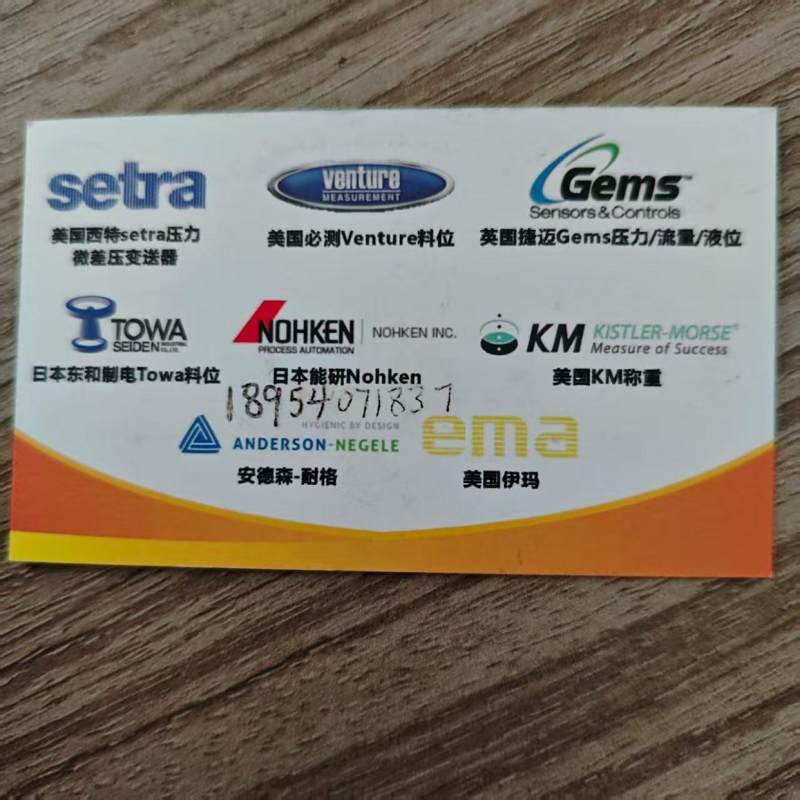 setra
美国西特setra压力
微差压变送器
venture
MEASUREMENT
美国必测Venture料位
Gems™
Sensors & Controls
英国捷迈Gems压力/流量/液位
TOWA
SEIDEN INDUSTRIAL CO., LTD.
日本东和制电Towa料位
NOHKEN
PROCESS AUTOMATION
NOHKEN INC.
日本能研Nohken
KM
KISTLER-MORSE®
Measure of Success
美国KM称重
18954071837
HYGIENIC BY DESIGN
ANDERSON-NEGELE
安德森-耐格
ema
美国伊玛